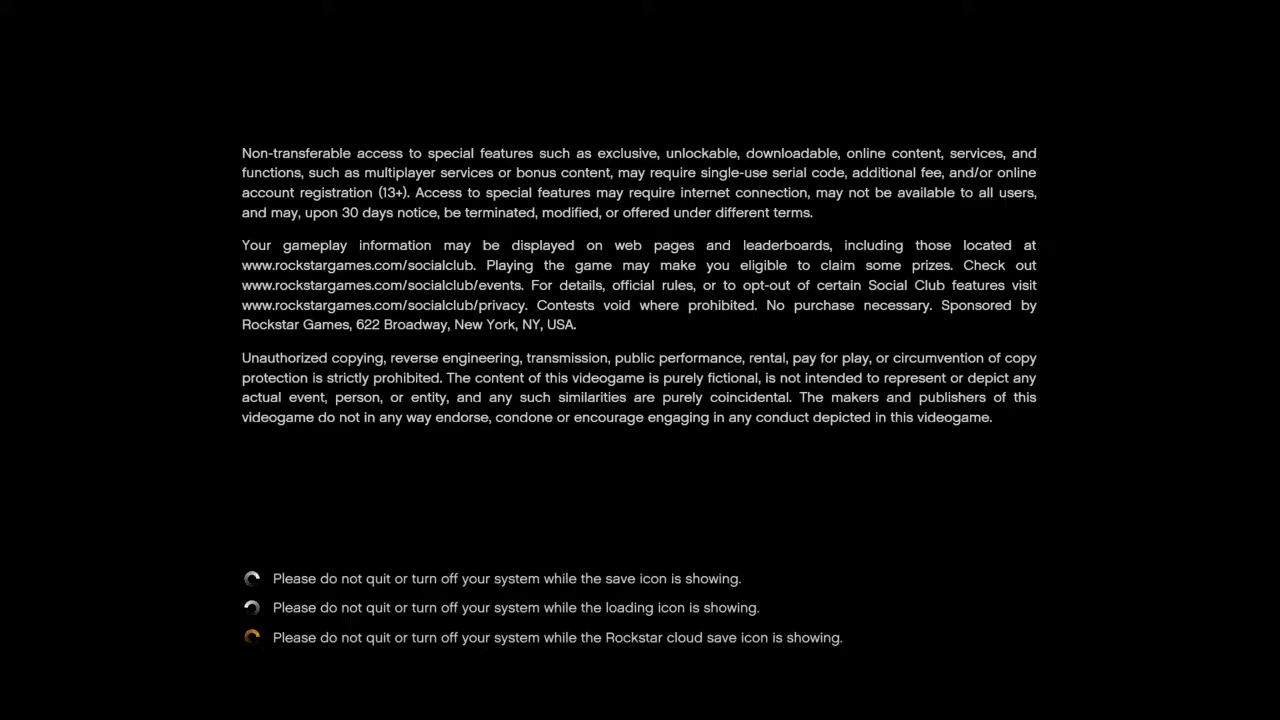 Non-transferable access to special features such as exclusive, unlockable, downloadable, online content, services, and
functions, such as multiplayer services or bonus content, may require single-use serial code, additional fee, and/or online
account registration (13+). Access to special features may require internet connection, may not be available to all users,
and may, upon 30 days notice, be terminated, modified, or offered under different terms.
Your gameplay information may be displayed on web pages and leaderboards, including those located at
www.rockstargames.com/socialclub. Playing the game may make you eligible to claim some prizes. Check out
www.rockstargames.com/socialclub/events. For details, official rules, or to opt-out of certain Social Club features visit
www.rockstargames.com/socialclub/privacy. Contests void where prohibited. No purchase necessary. Sponsored by
Rockstar Games, 622 Broadway, New York, NY, USA.
Unauthorized copying, reverse engineering, transmission, public performance, rental, pay for play, or circumvention of copy
protection is strictly prohibited. The content of this videogame is purely fictional, is not intended to represent or depict any
actual event, person, or entity, and any such similarities are purely coincidental. The makers and publishers of this
videogame do not in any way endorse, condone or encourage engaging in any conduct depicted in this videogame.
Please do not quit or turn off your system while the save icon is showing.
Please do not quit or turn off your system while the loading icon is showing.
Please do not quit or turn off your system while the Rockstar cloud save icon is showing.